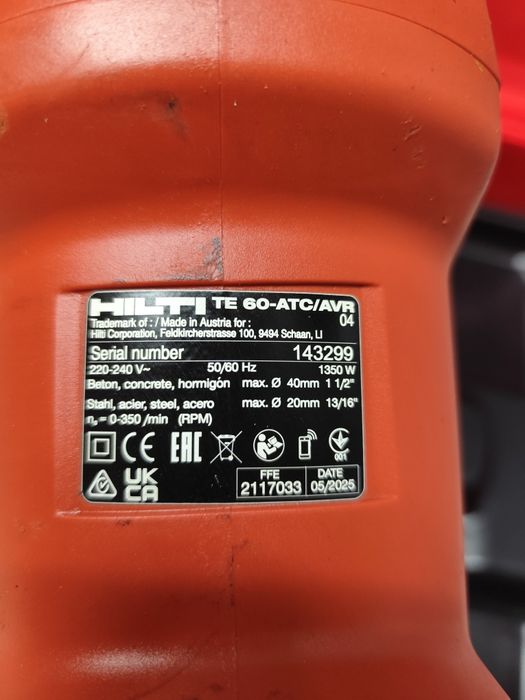 HILTI TE 60-ATC/AVR
04
Trademark of : / Made in Austria for :
Hilti Corporation, Feldkircherstrasse 100, 9494 Schaan, LI
Serial number 143299
220-240 V~ 50/60 Hz 1350 W
Beton, concrete, hormigón max. Ø 40mm 1 1/2"
Stahl, acier, steel, acero max. Ø 20mm 13/16"
n₀ = 0-350 /min (RPM)
CE EAC 001
UK
CA
FFE DATE
2117033 05/2025